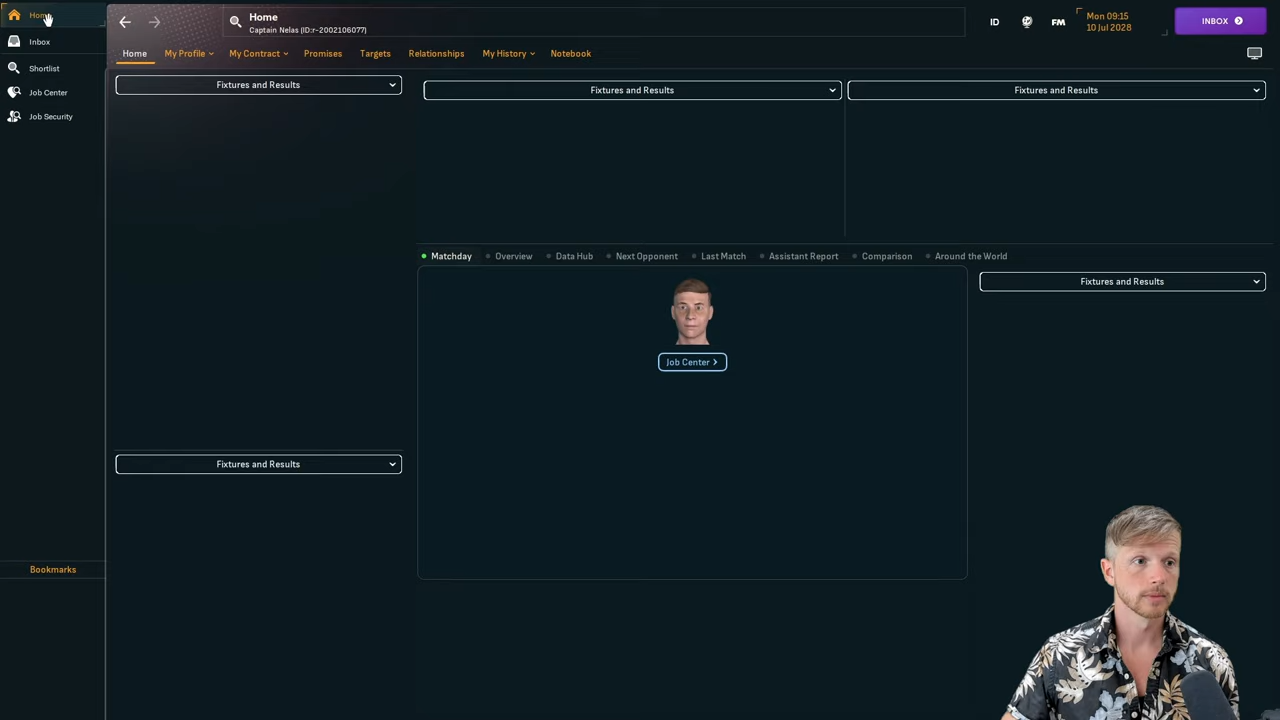 Home
Inbox
Shortlist
Job Center
Job Security
Bookmarks
Home
Captain Nelas (ID:r-2002106077)
ID
FM
Mon 09:15
10 Jul 2028
INBOX
Home
My Profile
My Contract
Promises
Targets
Relationships
My History
Notebook
Fixtures and Results
Fixtures and Results
Fixtures and Results
Matchday
Overview
Data Hub
Next Opponent
Last Match
Assistant Report
Comparison
Around the World
Fixtures and Results
Job Center
Fixtures and Results